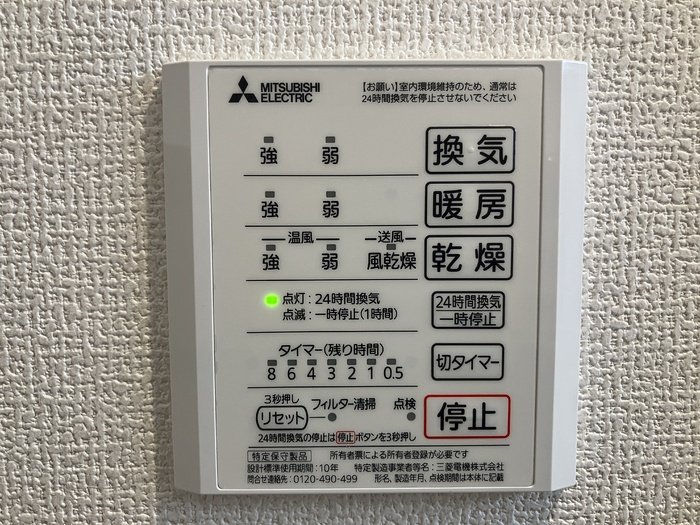 MITSUBISHI
ELECTRIC
【お願い】室内環境維持のため、通常は
24時間換気を停止させないでください
強 弱 換気
強 弱 暖房
温風 送風
強 弱 風乾燥 乾燥
点灯：24時間換気
点滅：一時停止(1時間)
24時間換気
一時停止
タイマー(残り時間)
8 6 4 3 2 1 0.5
切タイマー
3秒押し
リセット フィルター清掃 点検
停止
24時間換気の停止は停止ボタンを3秒押し
特定保守製品 所有者票による所有者登録が必要です
設計標準使用期間：10年 特定製造事業者等名：三菱電機株式会社
問合せ連絡先：0120-490-499 形名、製造年月、点検期間は本体に記載